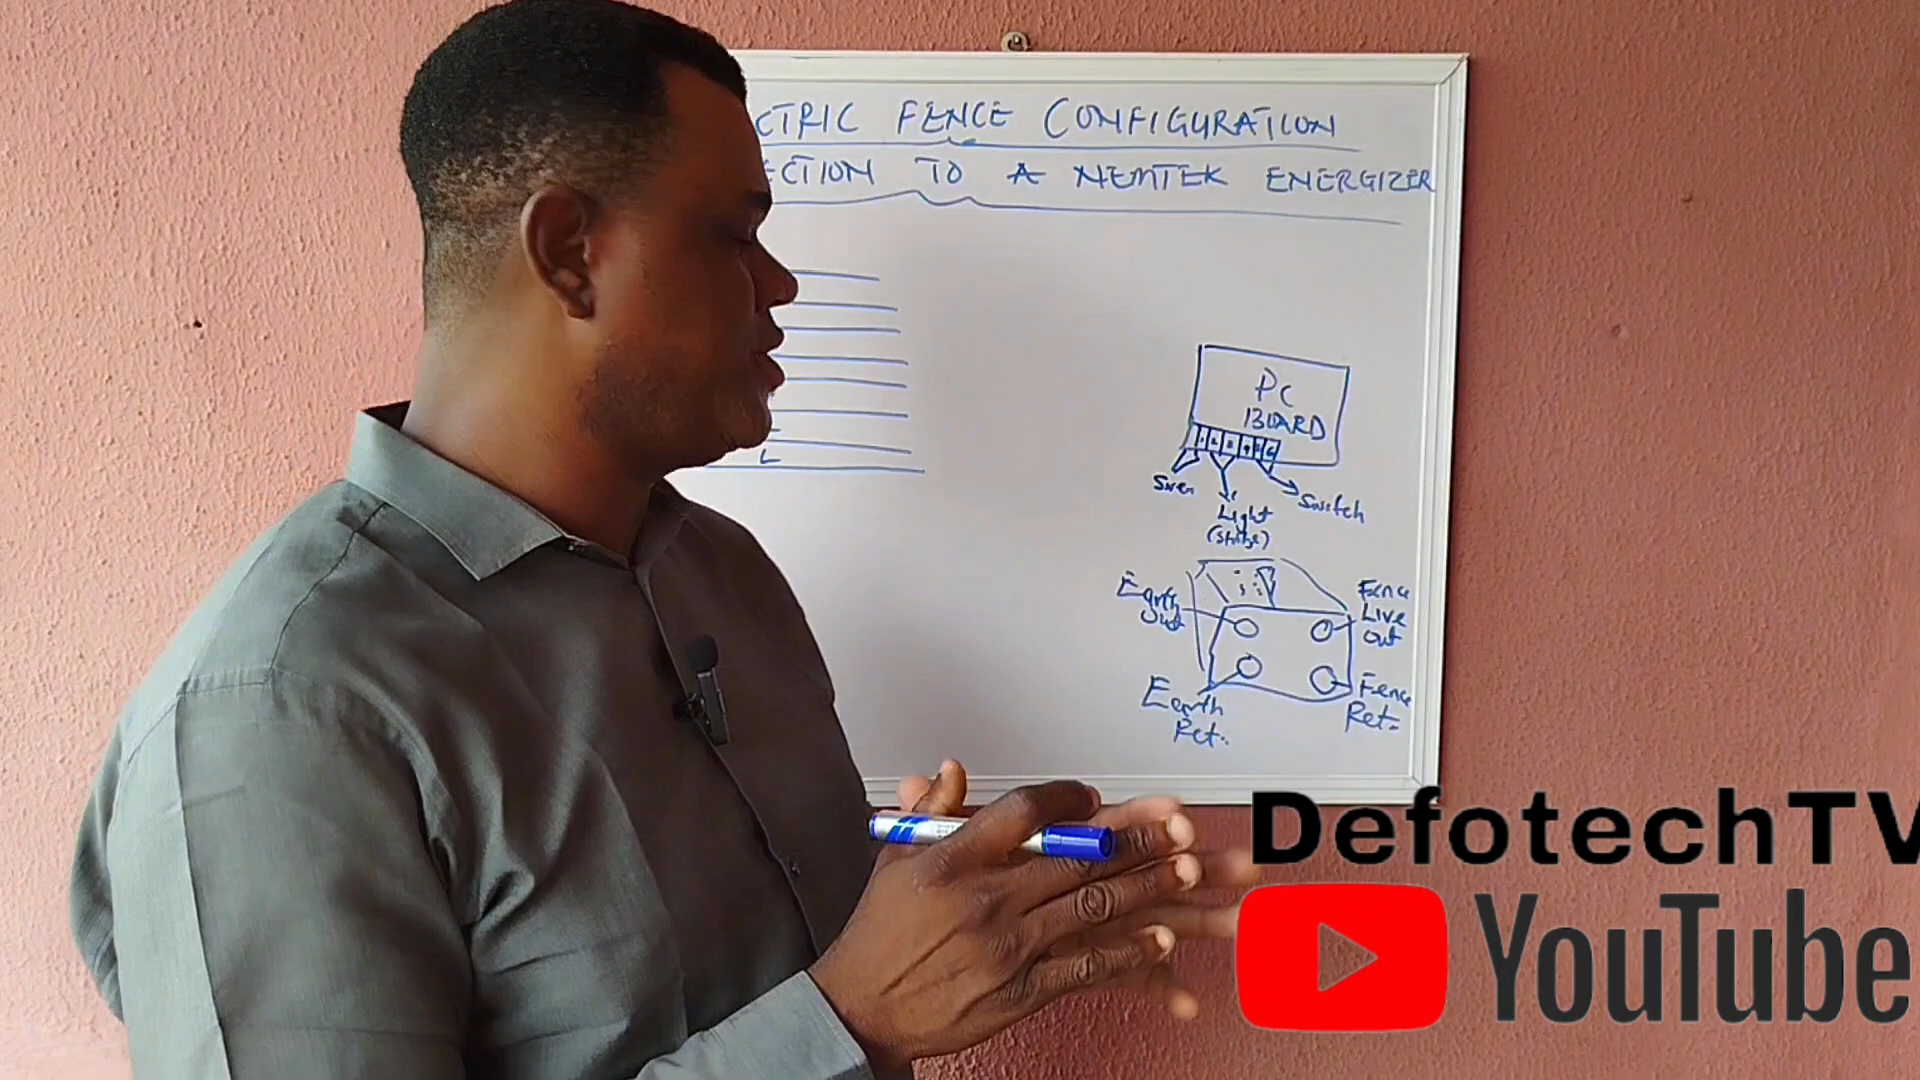 CTRIC FENCE CONFIGURATION
ECTION TO A NEMTEK ENERGIZER
L
PC
BOARD
Siren
Light
(Strobe)
Switch
Earth
Out
Fence
Live
Out
Earth
Ret.
Fence
Ret.
DefotechTV
YouTube